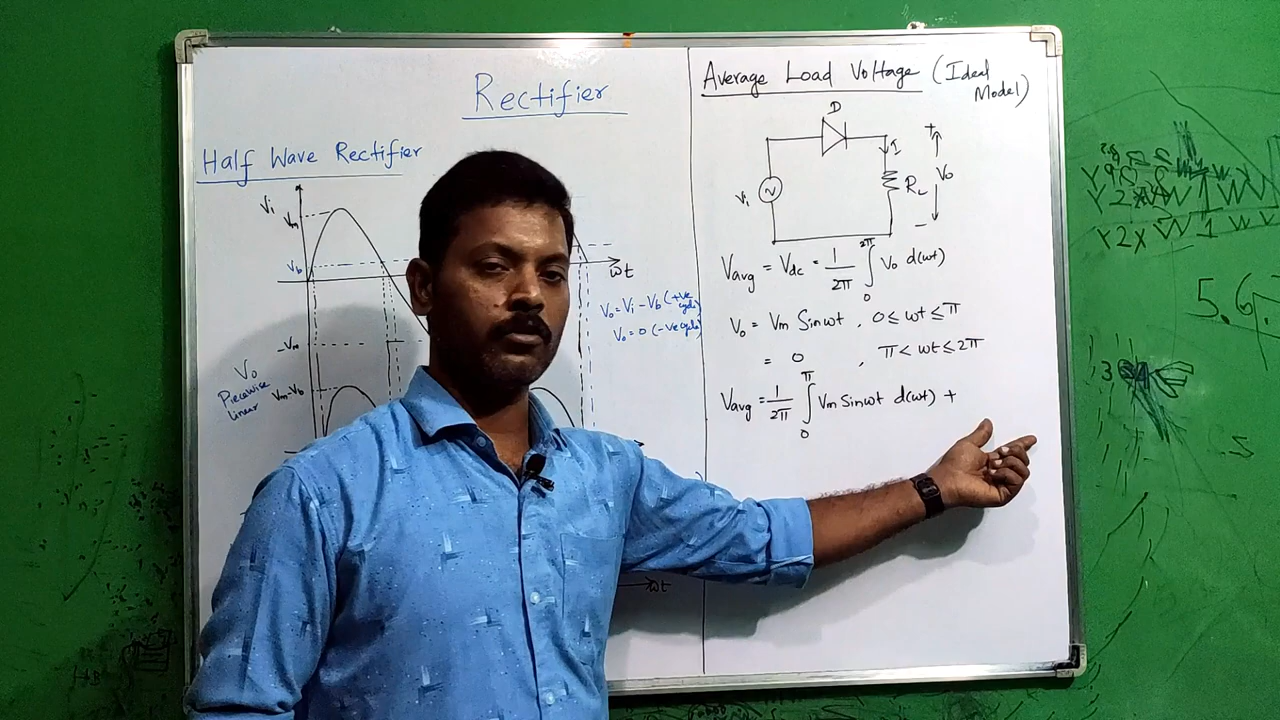 Rectifier
Half Wave Rectifier
Vi
Vm
Vb
-Vm
ωt
Vo = Vi - Vb (+ve cycle)
Vo = 0 (-ve cycle)
Vo
Piecewise
linear
Vm-Vb
ωt
Average Load Voltage (Ideal
Model)
D
I
+
Vi
RL
Vo
-
Vavg = Vdc = 1/2π ∫₀^2π Vo d(ωt)
Vo = Vm Sinωt , 0 ≤ ωt ≤ π
= 0 , π < ωt ≤ 2π
Vavg = 1/2π ∫₀^π Vm Sinωt d(ωt) +
5.6